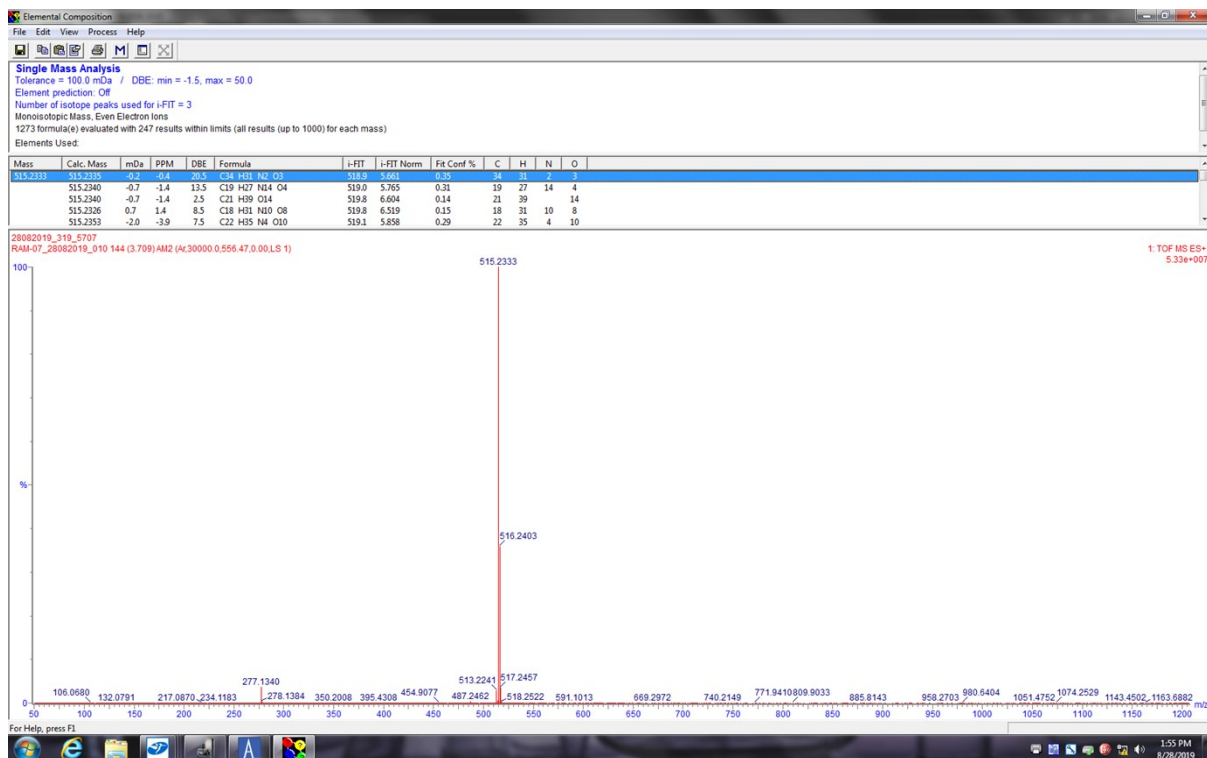 Elemental Composition
File Edit View Process Help
Single Mass Analysis
Tolerance = 100.0 mDa / DBE: min = -1.5, max = 50.0
Element prediction: Off
Number of isotope peaks used for i-FIT = 3
Monoisotopic Mass, Even Electron Ions
1273 formula(e) evaluated with 247 results within limits (all results (up to 1000) for each mass)
Elements Used:
Mass Calc. Mass mDa PPM DBE Formula i-FIT i-FIT Norm Fit Conf % C H N O
515.2333 515.2335 -0.2 -0.4 20.5 C34 H31 N2 O3 518.9 5.661 0.35 34 31 2 3
515.2340 -0.7 -1.4 13.5 C19 H27 N14 O4 519.0 5.765 0.31 19 27 14 4
515.2340 -0.7 -1.4 2.5 C21 H39 O14 519.8 6.604 0.14 21 39 14
515.2326 0.7 1.4 8.5 C18 H31 N10 O8 519.8 6.519 0.15 18 31 10 8
515.2353 -2.0 -3.9 7.5 C22 H35 N4 O10 519.1 5.858 0.29 22 35 4 10
28082019_319_5707
RAM-07_28082019_010 144 (3.709) AM2 (Ar,30000.0,556.47,0.00,LS 1)
1: TOF MS ES+
5.33e+007
100
515.2333
%
516.2403
277.1340
513.2241 517.2457
106.0680 132.0791 217.0870 234.1183 278.1384 350.2008 395.4308 454.9077 487.2462 518.2522 591.1013 669.2972 740.2149 771.9410 809.9033 885.8143 958.2703 980.6404 1051.4752 1074.2529 1143.4502 1163.6882
0
m/z
50 100 150 200 250 300 350 400 450 500 550 600 650 700 750 800 850 900 950 1000 1050 1100 1150 1200
For Help, press F1
1:55 PM
8/28/2019